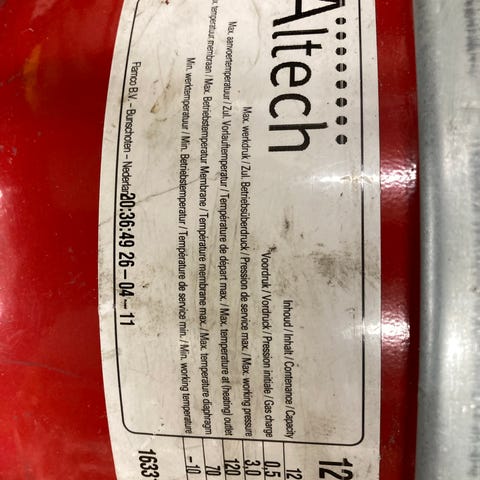 Altech
12
Inhoud / Inhalt / Contenance / Capacity 12
Voordruk / Vordruck / Pression initiale / Gas charge 0,5
Max. werkdruk / Zul. Betriebsüberdruck / Pression de service max. / Max. working pressure 3,0
Max. aanvoertemperatuur / Zul. Vorlauftemperatur / Température de départ max. / Max. temperature at (heating) outlet 120
temperatuur membraan / Max. Betriebstemperatur Membrane / Température membrane max. / Max. temperature diaphragm 70
Min. werktemperatuur / Min. Betriebstemperatur / Température de service min. / Min. working temperature -10
Flamco B.V. - Bunschoten - Nederlan 20:36:49 26-04-11 1633